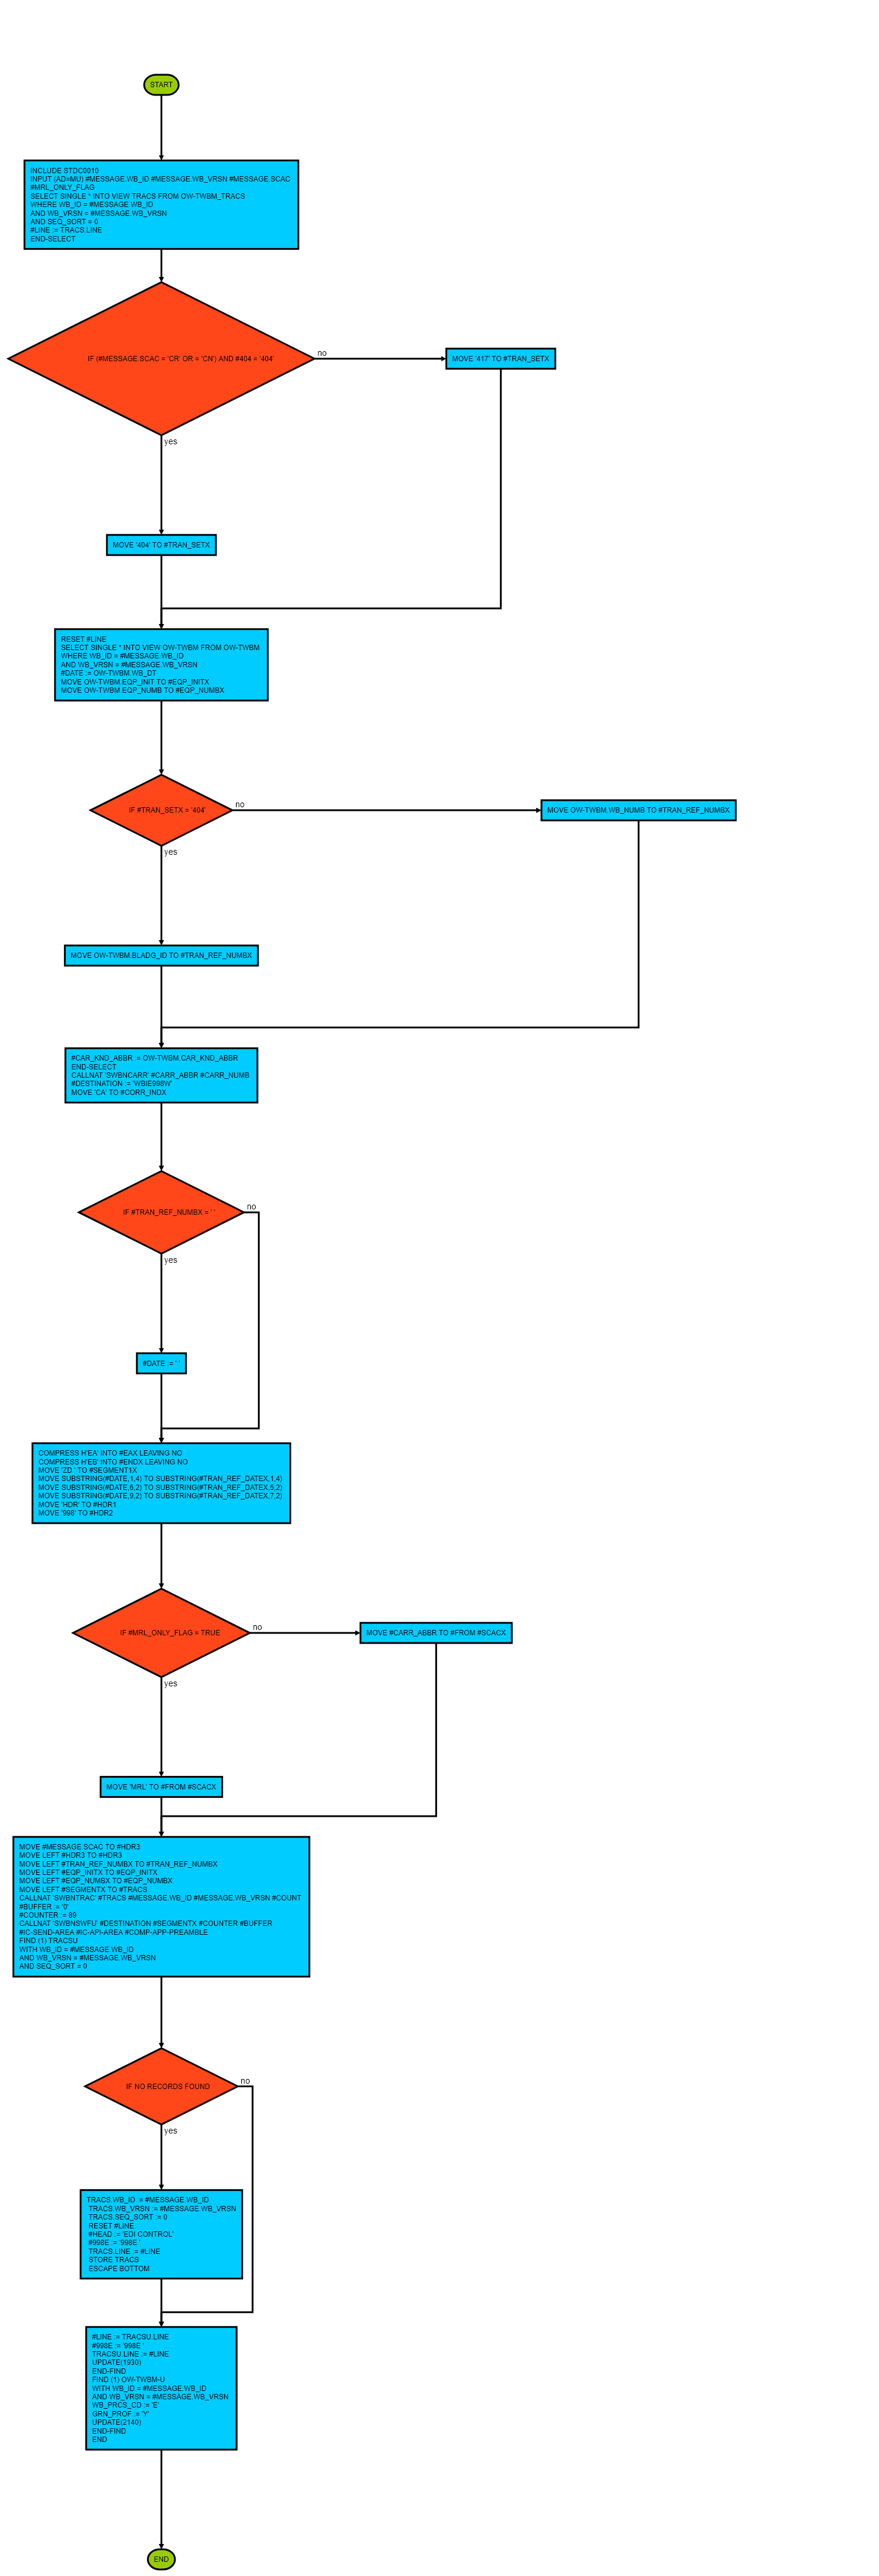 START
INCLUDE STDC0010
INPUT (AD=MU) #MESSAGE.WB_ID #MESSAGE.WB_VRSN #MESSAGE.SCAC
#MRL_ONLY_FLAG
SELECT SINGLE * INTO VIEW TRACS FROM OW-TWBM_TRACS
WHERE WB_ID = #MESSAGE.WB_ID
AND WB_VRSN = #MESSAGE.WB_VRSN
AND SEQ_SORT = 0
#LINE := TRACS.LINE
END-SELECT
IF (#MESSAGE.SCAC = 'CR' OR = 'CN') AND #404 = '404'
no
MOVE '417' TO #TRAN_SETX
yes
MOVE '404' TO #TRAN_SETX
RESET #LINE
SELECT SINGLE * INTO VIEW OW-TWBM FROM OW-TWBM
WHERE WB_ID = #MESSAGE.WB_ID
AND WB_VRSN = #MESSAGE.WB_VRSN
#DATE := OW-TWBM.WB_DT
MOVE OW-TWBM.EQP_INIT TO #EQP_INITX
MOVE OW-TWBM.EQP_NUMB TO #EQP_NUMBX
IF #TRAN_SETX = '404'
no
MOVE OW-TWBM.WB_NUMB TO #TRAN_REF_NUMBX
yes
MOVE OW-TWBM.BLADG_ID TO #TRAN_REF_NUMBX
#CAR_KND_ABBR := OW-TWBM.CAR_KND_ABBR
END-SELECT
CALLNAT 'SWBNCARR' #CARR_ABBR #CARR_NUMB
#DESTINATION := 'WBIE998W'
MOVE 'CA' TO #CORR_INDX
IF #TRAN_REF_NUMBX = ' '
no
yes
#DATE := ' '
COMPRESS H'EA' INTO #EAX LEAVING NO
COMPRESS H'EB' INTO #ENDX LEAVING NO
MOVE 'ZD ' TO #SEGMENT1X
MOVE SUBSTRING(#DATE,1,4) TO SUBSTRING(#TRAN_REF_DATEX,1,4)
MOVE SUBSTRING(#DATE,6,2) TO SUBSTRING(#TRAN_REF_DATEX,5,2)
MOVE SUBSTRING(#DATE,9,2) TO SUBSTRING(#TRAN_REF_DATEX,7,2)
MOVE 'HDR' TO #HDR1
MOVE '998' TO #HDR2
IF #MRL_ONLY_FLAG = TRUE
no
MOVE #CARR_ABBR TO #FROM #SCACX
yes
MOVE 'MRL' TO #FROM #SCACX
MOVE #MESSAGE.SCAC TO #HDR3
MOVE LEFT #HDR3 TO #HDR3
MOVE LEFT #TRAN_REF_NUMBX TO #TRAN_REF_NUMBX
MOVE LEFT #EQP_INITX TO #EQP_INITX
MOVE LEFT #EQP_NUMBX TO #EQP_NUMBX
MOVE LEFT #SEGMENTX TO #TRACS
CALLNAT 'SWBNTRAC' #TRACS #MESSAGE.WB_ID #MESSAGE.WB_VRSN #COUNT
#BUFFER := '0'
#COUNTER := 89
CALLNAT 'SWBNSWFU' #DESTINATION #SEGMENTX #COUNTER #BUFFER
#IC-SEND-AREA #IC-API-AREA #COMP-APP-PREAMBLE
FIND (1) TRACSU
WITH WB_ID = #MESSAGE.WB_ID
AND WB_VRSN = #MESSAGE.WB_VRSN
AND SEQ_SORT = 0
IF NO RECORDS FOUND
no
yes
TRACS.WB_ID := #MESSAGE.WB_ID
TRACS.WB_VRSN := #MESSAGE.WB_VRSN
TRACS.SEQ_SORT := 0
RESET #LINE
#HEAD := 'EDI CONTROL'
#998E := '998E '
TRACS.LINE := #LINE
STORE TRACS
ESCAPE BOTTOM
#LINE := TRACSU.LINE
#998E := '998E '
TRACSU.LINE := #LINE
UPDATE(1930)
END-FIND
FIND (1) OW-TWBM-U
WITH WB_ID = #MESSAGE.WB_ID
AND WB_VRSN = #MESSAGE.WB_VRSN
WB_PRCS_CD := 'E'
GRN_PROF := 'Y'
UPDATE(2140)
END-FIND
END
END